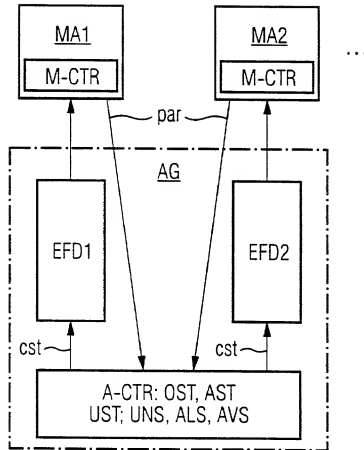 MA1
MA2
M-CTR
M-CTR
...
par
AG
EFD1
EFD2
cst
cst
A-CTR: OST, AST
UST; UNS, ALS, AVS